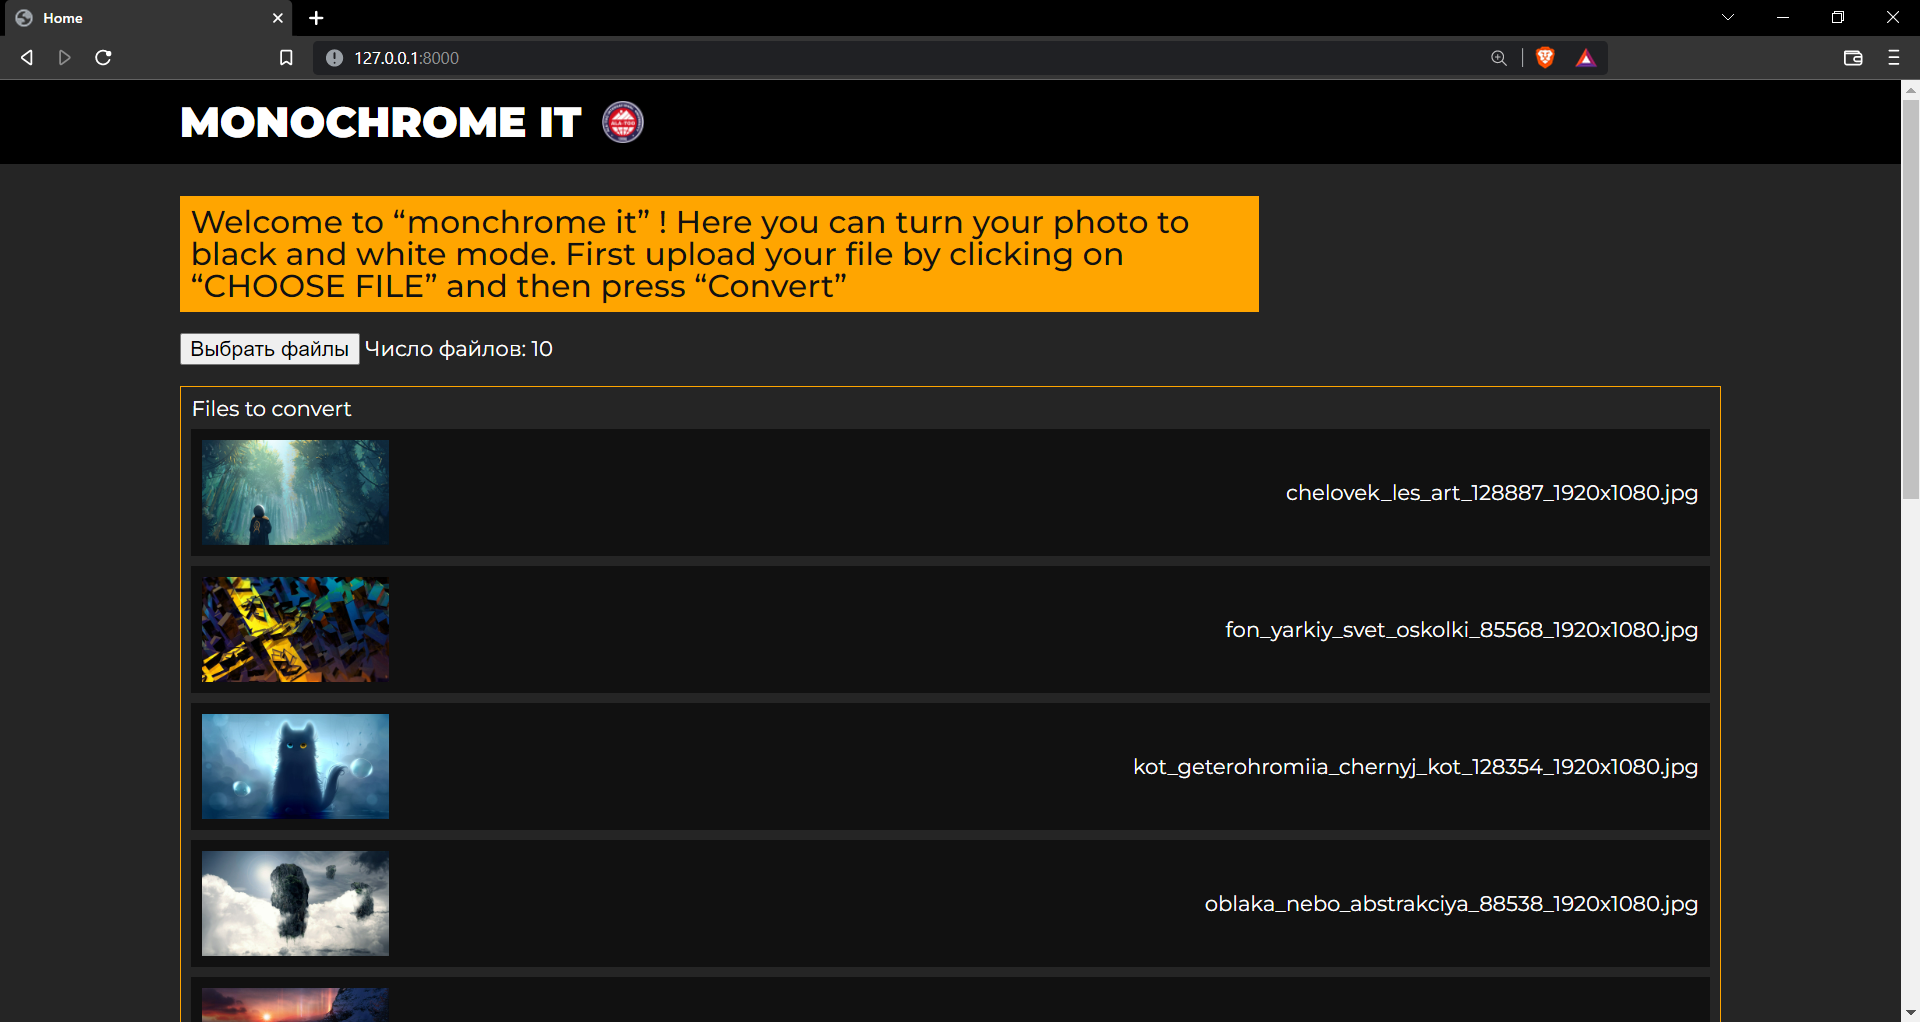 Home
127.0.0.1:8000
MONOCHROME IT
ALA-TOO
Welcome to “monchrome it” ! Here you can turn your photo to
black and white mode. First upload your file by clicking on
“CHOOSE FILE” and then press “Convert”
Выбрать файлы Число файлов: 10
Files to convert
chelovek_les_art_128887_1920x1080.jpg
fon_yarkiy_svet_oskolki_85568_1920x1080.jpg
kot_geterohromiia_chernyj_kot_128354_1920x1080.jpg
oblaka_nebo_abstrakciya_88538_1920x1080.jpg